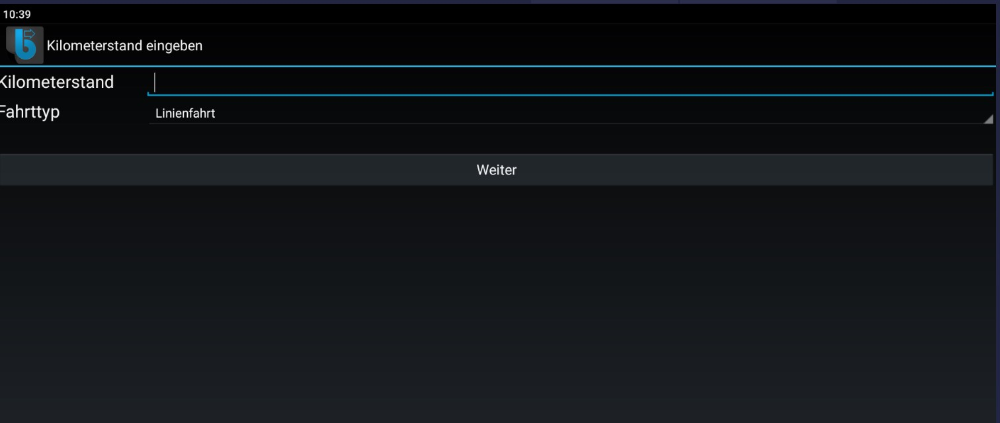 10:39
Kilometerstand eingeben
Kilometerstand
Fahrttyp Linienfahrt
Weiter